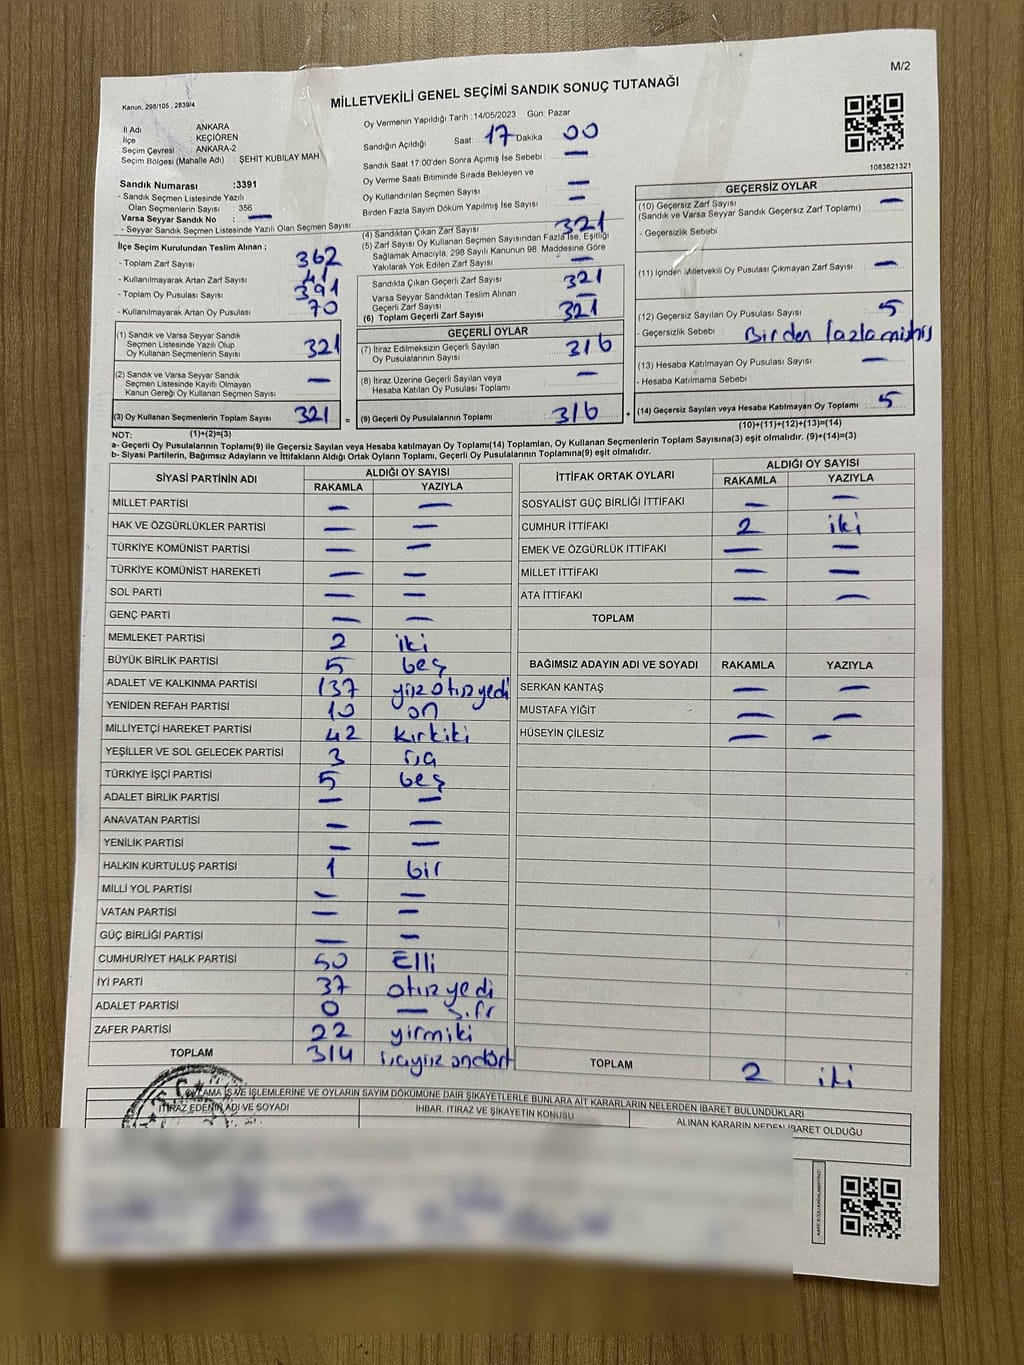 M/2
Kanun: 298/105 , 2839/4
MİLLETVEKİLİ GENEL SEÇİMİ SANDIK SONUÇ TUTANAĞI
İl Adı ANKARA
İlçe KEÇİÖREN
Seçim Çevresi : ANKARA-2
Seçim Bölgesi (Mahalle Adı) : ŞEHİT KUBİLAY MAH
Sandık Numarası :3391
- Sandık Seçmen Listesinde Yazılı
Olan Seçmenlerin Sayısı : 356
Varsa Seyyar Sandık No : —
- Seyyar Sandık Seçmen Listesinde Yazılı Olan Seçmen Sayısı
Oy Vermenin Yapıldığı Tarih :14/05/2023 Gün: Pazar
Sandığın Açıldığı Saat: 17 Dakika 00
Sandık Saat 17:00'den Sonra Açımış İse Sebebi : —
Oy Verme Saati Bitiminde Sırada Bekleyen ve
Oy Kullandırılan Seçmen Sayısı —
Birden Fazla Sayım Döküm Yapılmış İse Sayısı —
1083821321
İlçe Seçim Kurulundan Teslim Alınan :
- Toplam Zarf Sayısı 362
- Kullanılmayarak Artan Zarf Sayısı 41
- Toplam Oy Pusulası Sayısı 391
- Kullanılmayarak Artan Oy Pusulası 70
(4) Sandıktan Çıkan Zarf Sayısı 321
(5) Zarf Sayısı Oy Kullanan Seçmen Sayısından Fazla İse, Eşitliği
Sağlamak Amacıyla, 298 Sayılı Kanunun 98. Maddesine Göre
Yakılarak Yok Edilen Zarf Sayısı —
Sandıkta Çıkan Geçerli Zarf Sayısı 321
Varsa Seyyar Sandıktan Teslim Alınan
Geçerli Zarf Sayısı —
(6) Toplam Geçerli Zarf Sayısı 321
GEÇERSİZ OYLAR
(10) Geçersiz Zarf Sayısı —
(Sandık ve Varsa Seyyar Sandık Geçersiz Zarf Toplamı) :
- Geçersizlik Sebebi
(11) İçinden Milletvekili Oy Pusulası Çıkmayan Zarf Sayısı —
(12) Geçersiz Sayılan Oy Pusulası Sayısı 5
- Geçersizlik Sebebi : Birden fazla
(13) Hesaba Katılmayan Oy Pusulası Sayısı —
- Hesaba Katılmama Sebebi
(14) Geçersiz Sayılan veya Hesaba Katılmayan Oy Toplamı : 5
(10)+(11)+(12)+(13)=(14)
(1) Sandık ve Varsa Seyyar Sandık
Seçmen Listesinde Yazılı Olup
Oy Kullanan Seçmenlerin Sayısı 321
(2) Sandık ve Varsa Seyyar Sandık
Seçmen Listesinde Kayıtlı Olmayan
Kanun Gereği Oy Kullanan Seçmen Sayısı —
(3) Oy Kullanan Seçmenlerin Toplam Sayısı 321 =
(1)+(2)=(3)
GEÇERLİ OYLAR
(7) İtiraz Edilmeksizin Geçerli Sayılan
Oy Pusulalarının Sayısı 316
(8) İtiraz Üzerine Geçerli Sayılan veya
Hesaba Katılan Oy Pusulası Toplamı —
(9) Geçerli Oy Pusulalarının Toplamı 316 +
NOT:
a- Geçerli Oy Pusulalarının Toplamı(9) ile Geçersiz Sayılan veya Hesaba katılmayan Oy Toplamı(14) Toplamları, Oy Kullanan Seçmenlerin Toplam Sayısına(3) eşit olmalıdır. (9)+(14)=(3)
b- Siyasi Partilerin, Bağımsız Adayların ve İttifakların Aldığı Ortak Oyların Toplamı, Geçerli Oy Pusulalarının Toplamına(9) eşit olmalıdır.
SİYASİ PARTİNİN ADI ALDIĞI OY SAYISI
RAKAMLA YAZIYLA
MİLLET PARTİSİ — —
HAK VE ÖZGÜRLÜKLER PARTİSİ — —
TÜRKİYE KOMÜNİST PARTİSİ — —
TÜRKİYE KOMÜNİST HAREKETİ — —
SOL PARTİ — —
GENÇ PARTİ — —
MEMLEKET PARTİSİ 2 iki
BÜYÜK BİRLİK PARTİSİ 5 beş
ADALET VE KALKINMA PARTİSİ 137 yüzotuzyedi
YENİDEN REFAH PARTİSİ 10 on
MİLLİYETÇİ HAREKET PARTİSİ 42 kırkiki
YEŞİLLER VE SOL GELECEK PARTİSİ 3 üç
TÜRKİYE İŞÇİ PARTİSİ 5 beş
ADALET BİRLİK PARTİSİ — —
ANAVATAN PARTİSİ — —
YENİLİK PARTİSİ — —
HALKIN KURTULUŞ PARTİSİ 1 bir
MİLLİ YOL PARTİSİ — —
VATAN PARTİSİ — —
GÜÇ BİRLİĞİ PARTİSİ — —
CUMHURİYET HALK PARTİSİ 50 Elli
İYİ PARTİ 37 otuzyedi
ADALET PARTİSİ 0 — sıfır
ZAFER PARTİSİ 22 yirmiki
TOPLAM 314 üçyüzondört
İTTİFAK ORTAK OYLARI ALDIĞI OY SAYISI
RAKAMLA YAZIYLA
SOSYALİST GÜÇ BİRLİĞİ İTTİFAKI — —
CUMHUR İTTİFAKI 2 iki
EMEK VE ÖZGÜRLÜK İTTİFAKI — —
MİLLET İTTİFAKI — —
ATA İTTİFAKI — —
TOPLAM
BAĞIMSIZ ADAYIN ADI VE SOYADI RAKAMLA YAZIYLA
SERKAN KANTAŞ — —
MUSTAFA YİĞİT — —
HÜSEYİN ÇİLESİZ — —
TOPLAM 2 iki
OYLAMA İŞ VE İŞLEMLERİNE VE OYLARIN SAYIM DÖKÜMÜNE DAİR ŞİKAYETLERLE BUNLARA AİT KARARLARIN NELERDEN İBARET BULUNDUKLARI
İTİRAZ EDENİN ADI VE SOYADI İHBAR, İTİRAZ VE ŞİKAYETİN KONUSU ALINAN KARARIN NEDEN İBARET OLDUĞU